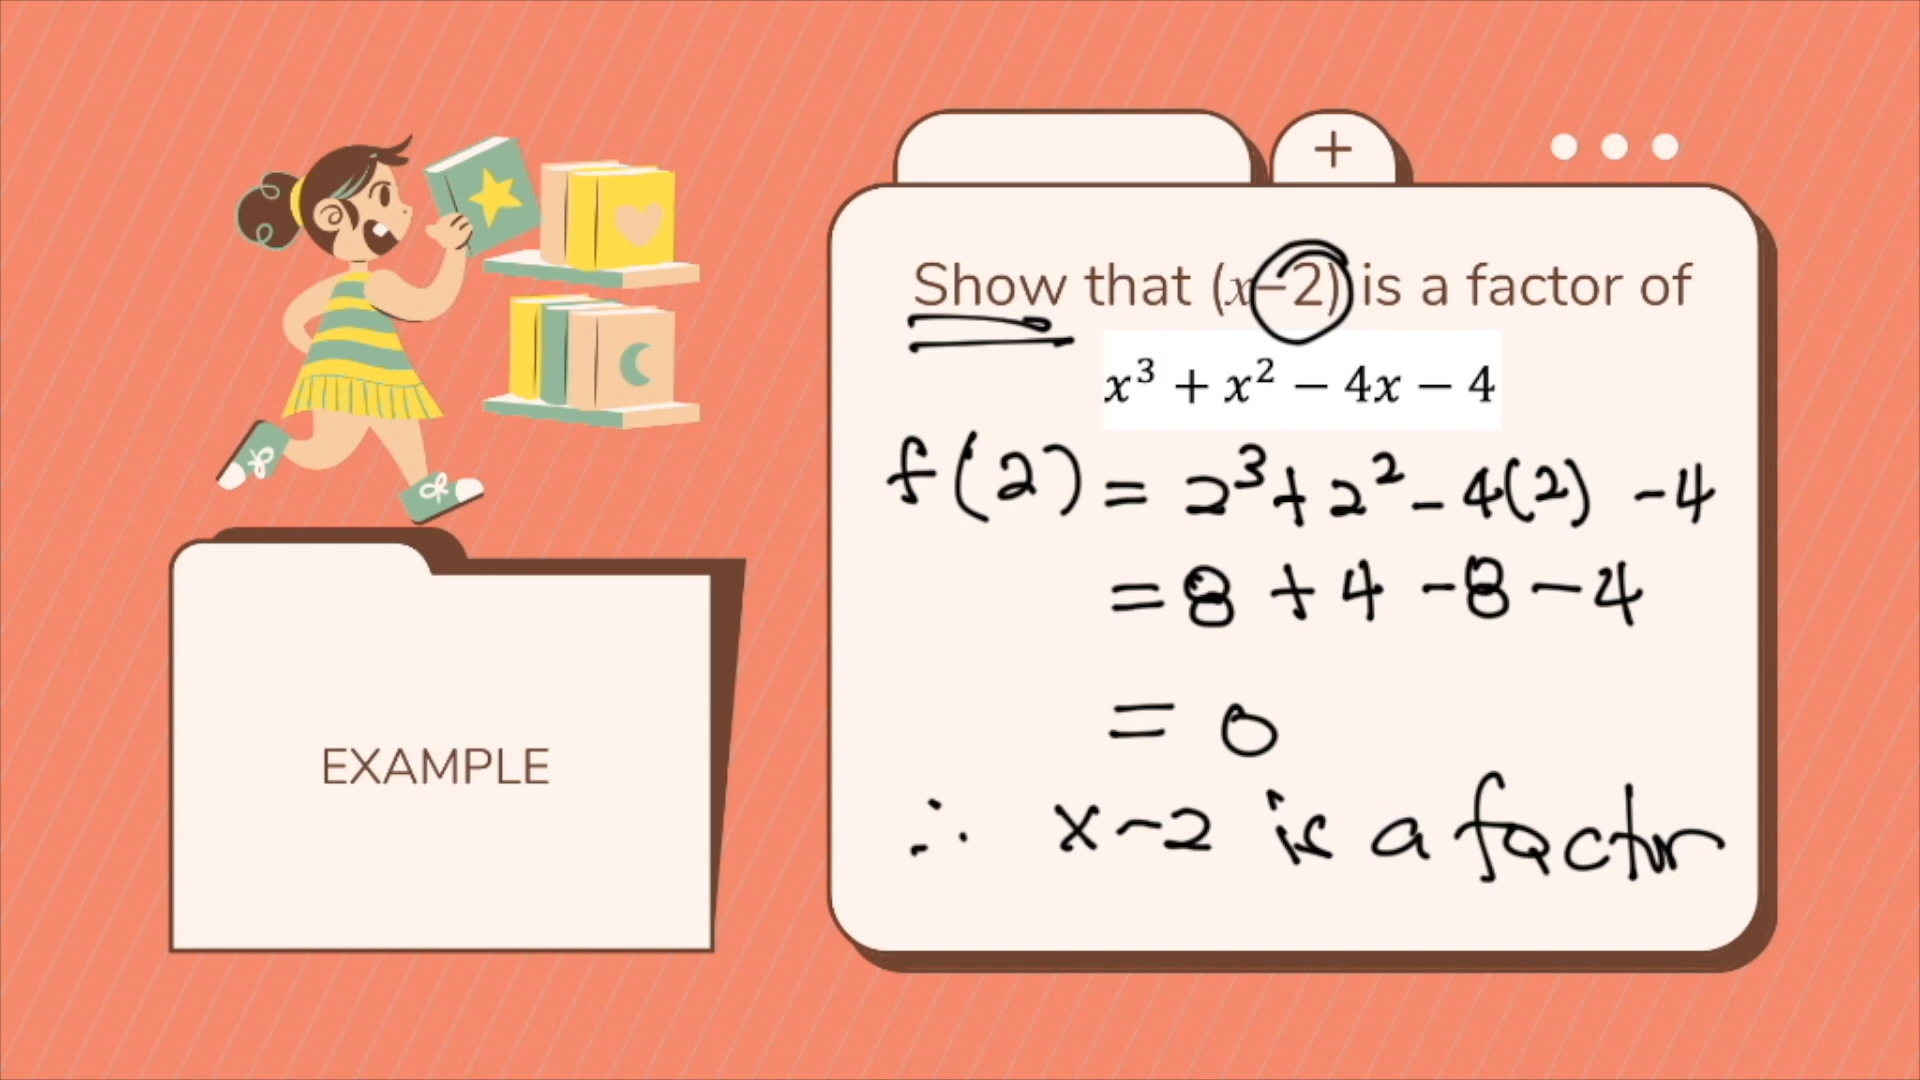 +
Show that (x−2) is a factor of
x³ + x² − 4x − 4
f(2) = 2³ + 2² - 4(2) - 4
= 8 + 4 - 8 - 4
= 0
∴ x-2 is a factor
EXAMPLE